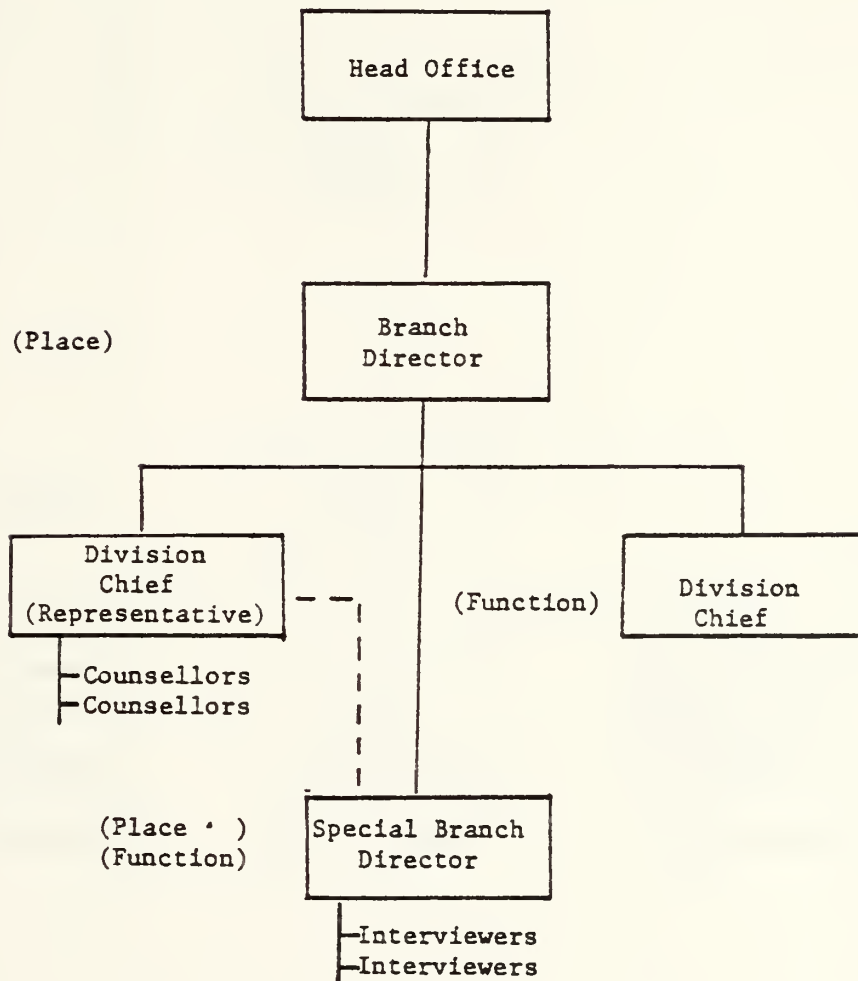 Head Office
(Place)
Branch
Director
Division
Chief
(Representative)
(Function)
Division
Chief
Counsellors
Counsellors
(Place )
(Function)
Special Branch
Director
Interviewers
Interviewers